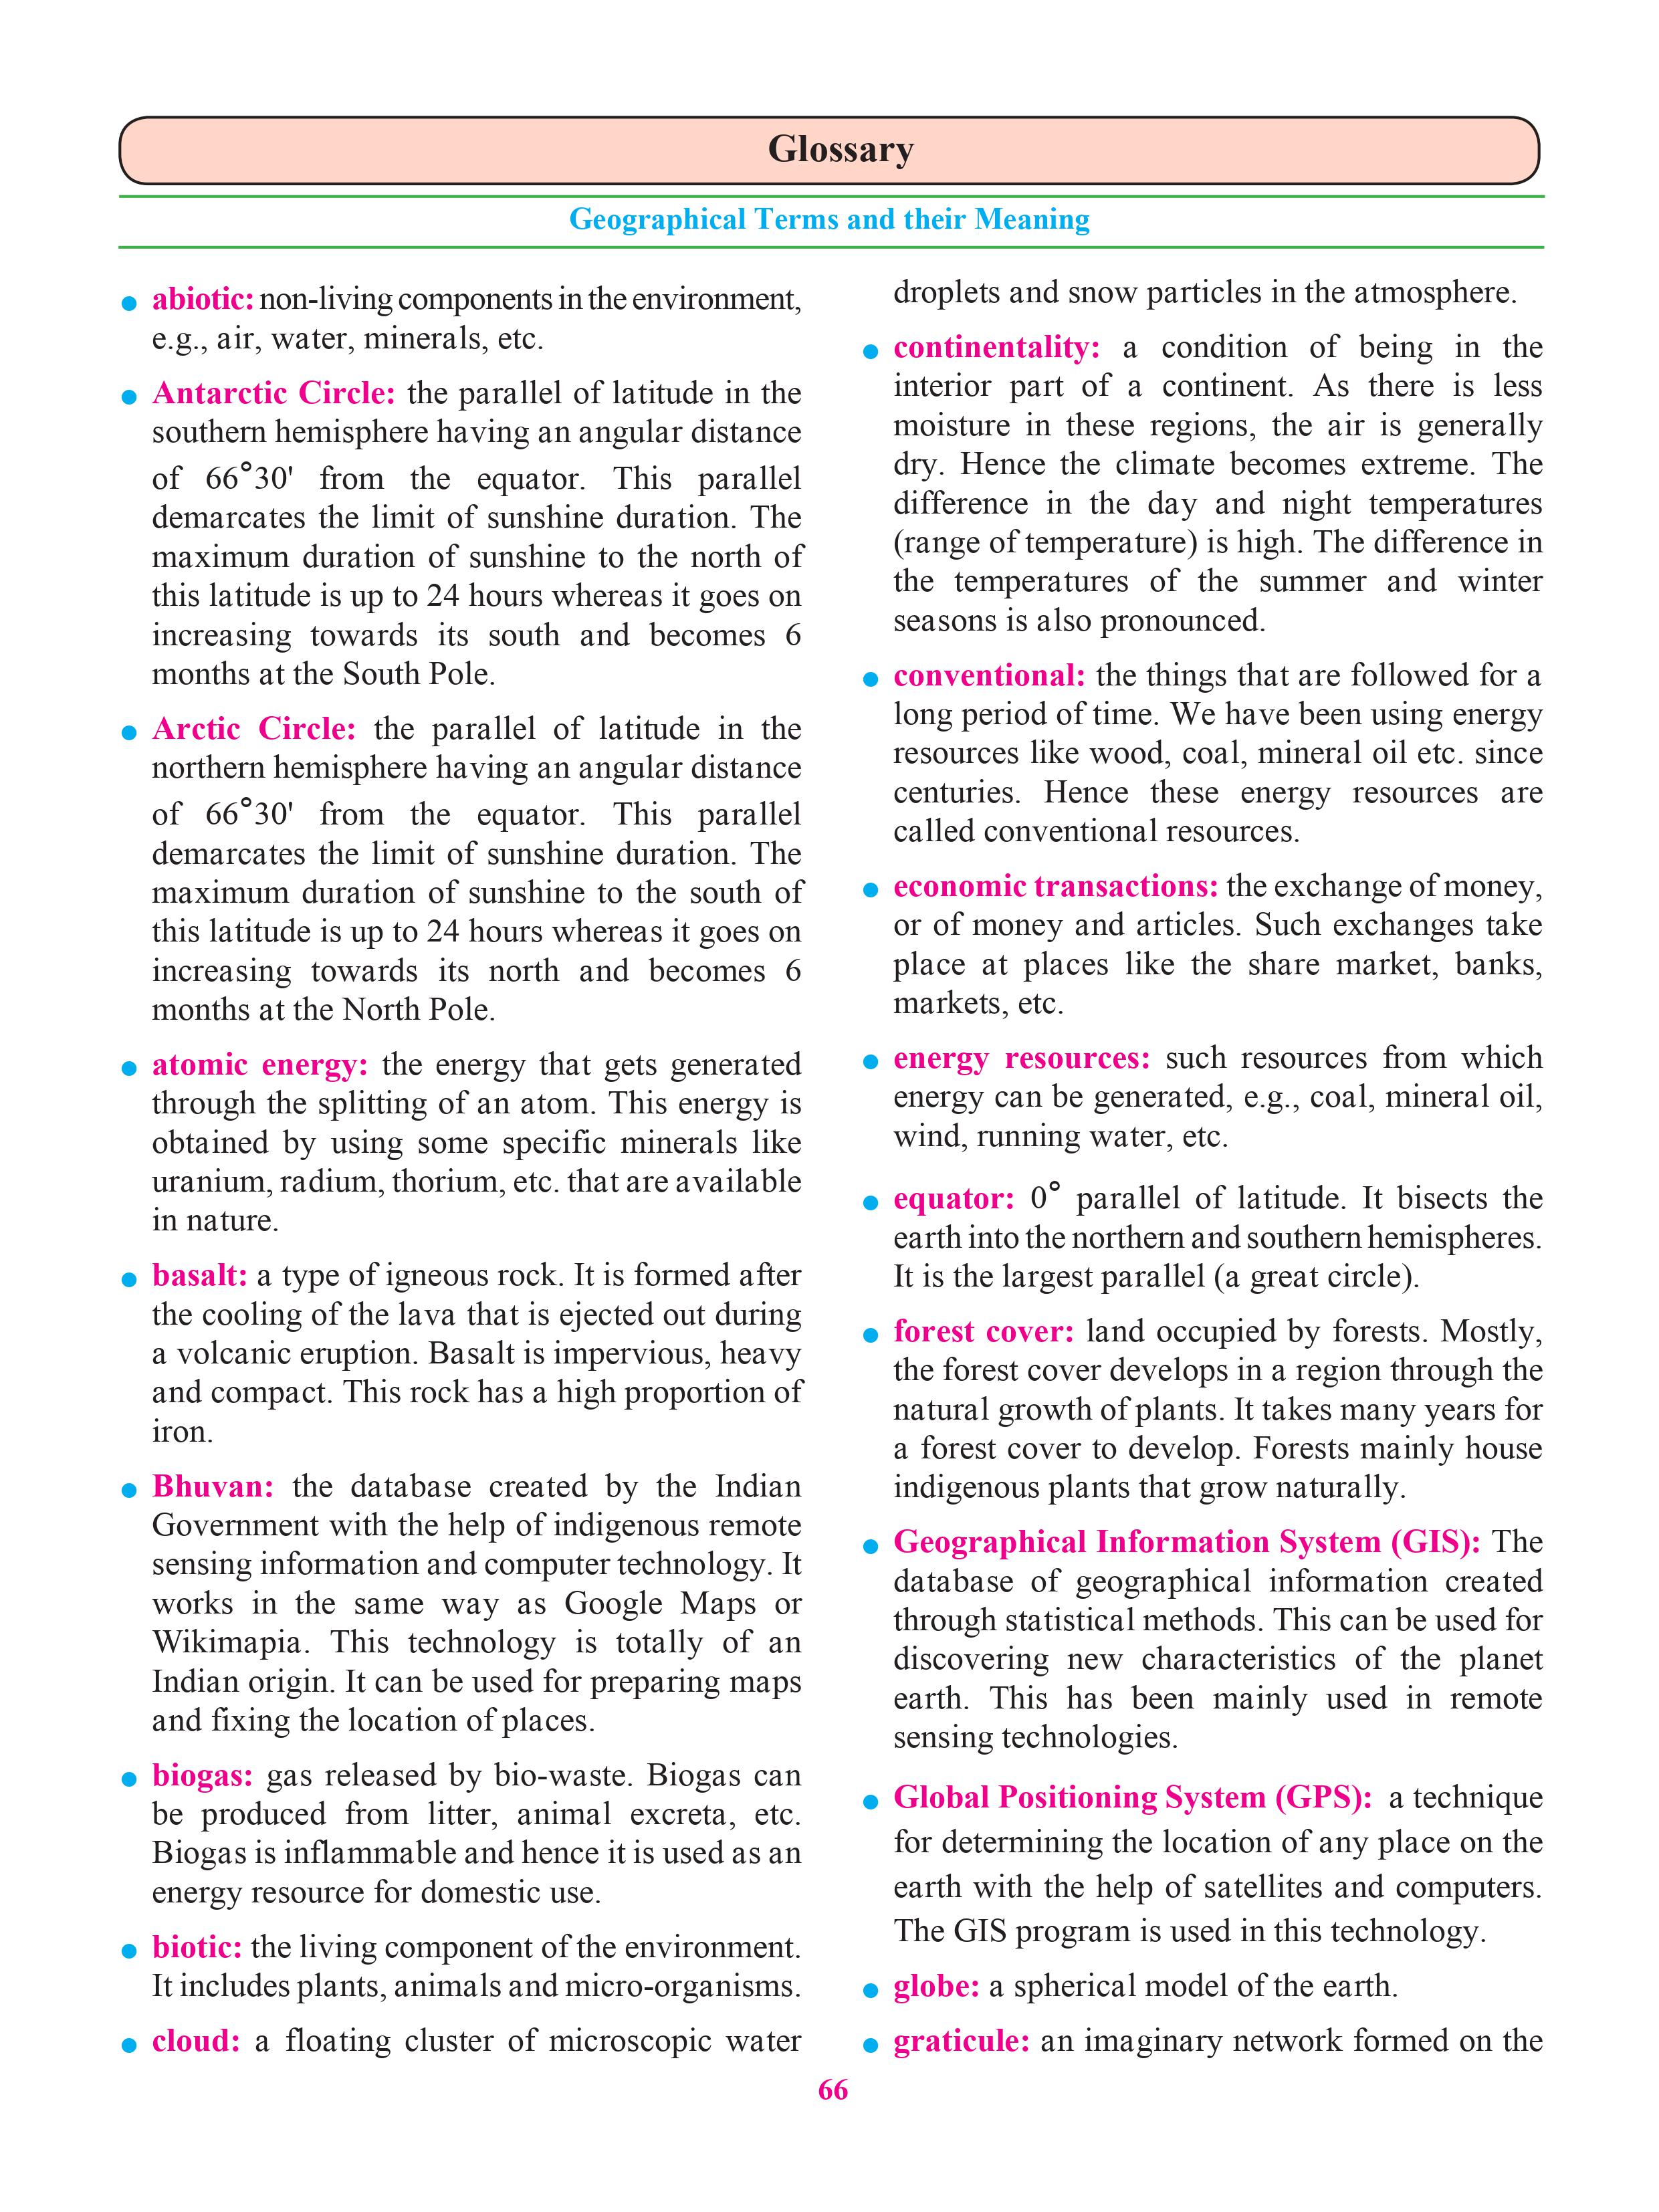 Glossary
Geographical Terms and their Meaning
● abiotic: non-living components in the environment,
e.g., air, water, minerals, etc.
● Antarctic Circle: the parallel of latitude in the
southern hemisphere having an angular distance
of 66°30' from the equator. This parallel
demarcates the limit of sunshine duration. The
maximum duration of sunshine to the north of
this latitude is up to 24 hours whereas it goes on
increasing towards its south and becomes 6
months at the South Pole.
● Arctic Circle: the parallel of latitude in the
northern hemisphere having an angular distance
of 66°30' from the equator. This parallel
demarcates the limit of sunshine duration. The
maximum duration of sunshine to the south of
this latitude is up to 24 hours whereas it goes on
increasing towards its north and becomes 6
months at the North Pole.
● atomic energy: the energy that gets generated
through the splitting of an atom. This energy is
obtained by using some specific minerals like
uranium, radium, thorium, etc. that are available
in nature.
● basalt: a type of igneous rock. It is formed after
the cooling of the lava that is ejected out during
a volcanic eruption. Basalt is impervious, heavy
and compact. This rock has a high proportion of
iron.
● Bhuvan: the database created by the Indian
Government with the help of indigenous remote
sensing information and computer technology. It
works in the same way as Google Maps or
Wikimapia. This technology is totally of an
Indian origin. It can be used for preparing maps
and fixing the location of places.
● biogas: gas released by bio-waste. Biogas can
be produced from litter, animal excreta, etc.
Biogas is inflammable and hence it is used as an
energy resource for domestic use.
● biotic: the living component of the environment.
It includes plants, animals and micro-organisms.
● cloud: a floating cluster of microscopic water
droplets and snow particles in the atmosphere.
● continentality: a condition of being in the
interior part of a continent. As there is less
moisture in these regions, the air is generally
dry. Hence the climate becomes extreme. The
difference in the day and night temperatures
(range of temperature) is high. The difference in
the temperatures of the summer and winter
seasons is also pronounced.
● conventional: the things that are followed for a
long period of time. We have been using energy
resources like wood, coal, mineral oil etc. since
centuries. Hence these energy resources are
called conventional resources.
● economic transactions: the exchange of money,
or of money and articles. Such exchanges take
place at places like the share market, banks,
markets, etc.
● energy resources: such resources from which
energy can be generated, e.g., coal, mineral oil,
wind, running water, etc.
● equator: 0° parallel of latitude. It bisects the
earth into the northern and southern hemispheres.
It is the largest parallel (a great circle).
● forest cover: land occupied by forests. Mostly,
the forest cover develops in a region through the
natural growth of plants. It takes many years for
a forest cover to develop. Forests mainly house
indigenous plants that grow naturally.
● Geographical Information System (GIS): The
database of geographical information created
through statistical methods. This can be used for
discovering new characteristics of the planet
earth. This has been mainly used in remote
sensing technologies.
● Global Positioning System (GPS): a technique
for determining the location of any place on the
earth with the help of satellites and computers.
The GIS program is used in this technology.
● globe: a spherical model of the earth.
● graticule: an imaginary network formed on the
66